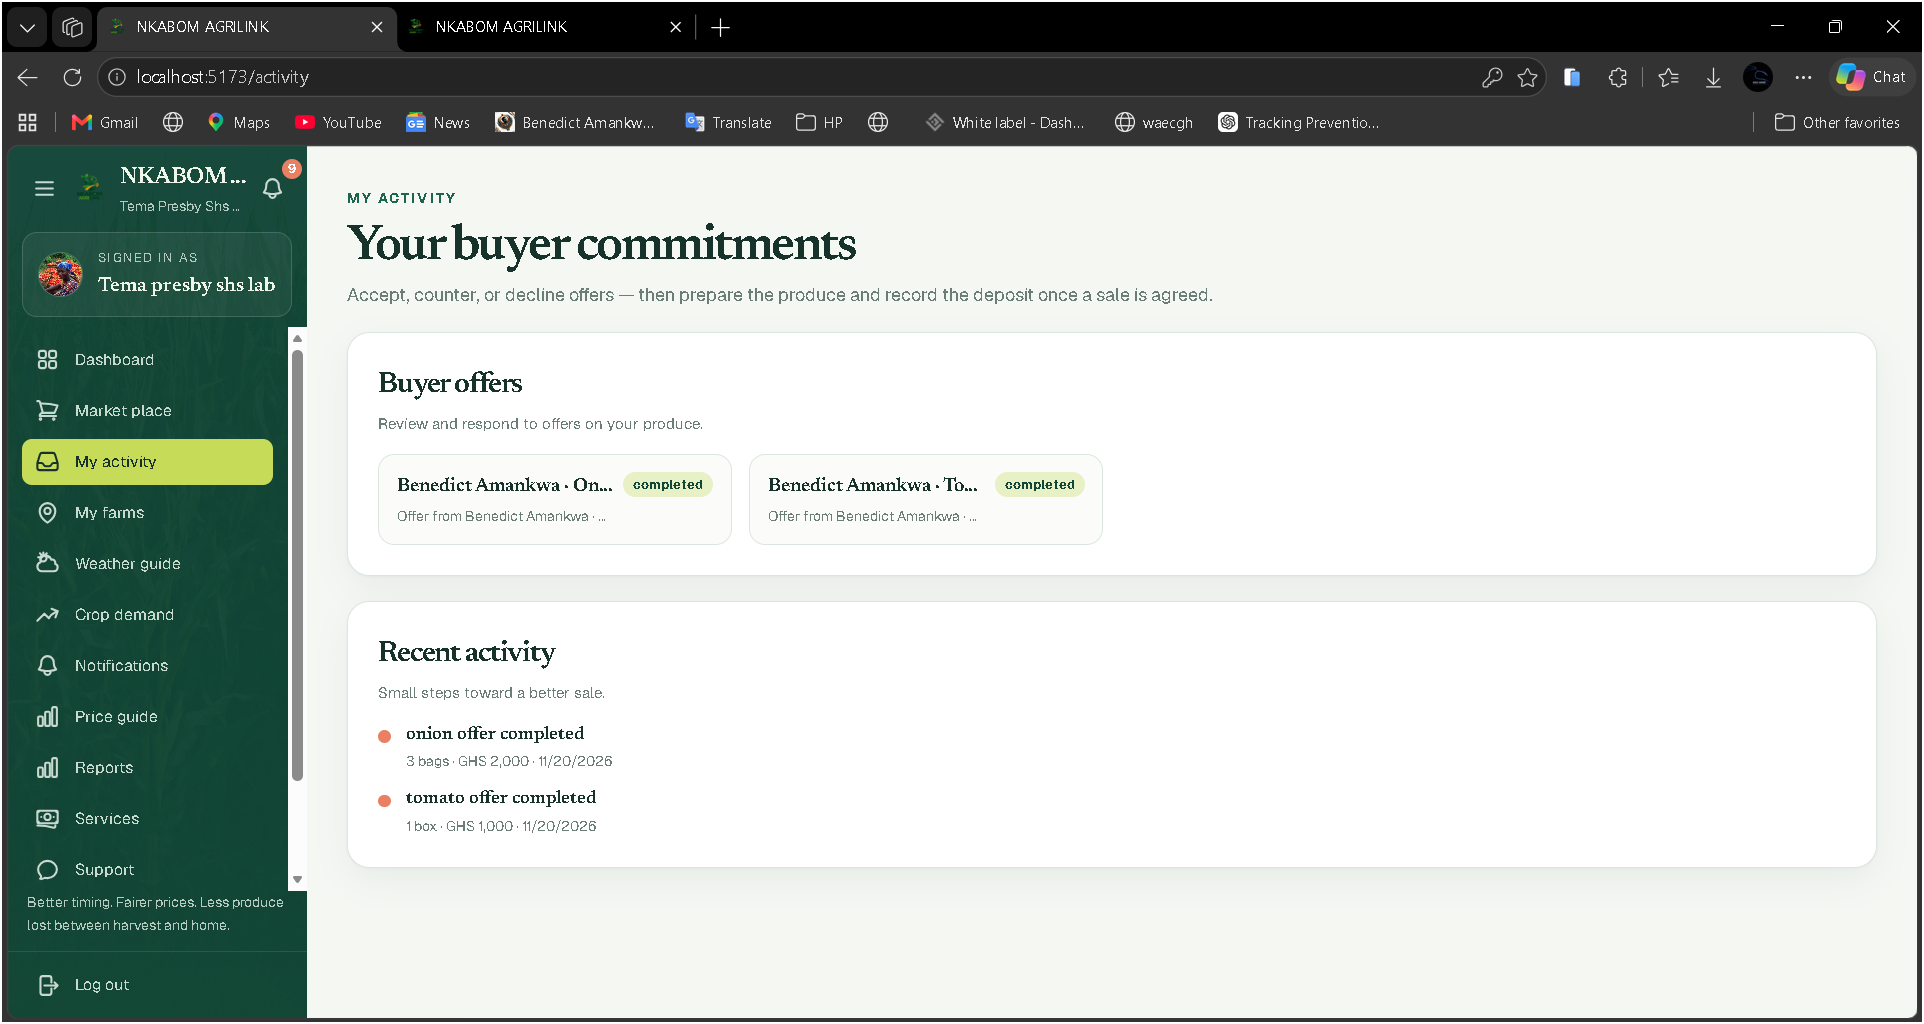 NKABOM AGRILINK
NKABOM AGRILINK
localhost:5173/activity
Chat
Gmail
Maps
YouTube
News
Benedict Amankw...
Translate
HP
White label - Dash...
waecgh
Tracking Preventio...
Other favorites
NKABOM...
9
Tema Presby Shs ...
SIGNED IN AS
Tema presby shs lab
Dashboard
Market place
My activity
My farms
Weather guide
Crop demand
Notifications
Price guide
Reports
Services
Support
Better timing. Fairer prices. Less produce
lost between harvest and home.
Log out
MY ACTIVITY
Your buyer commitments
Accept, counter, or decline offers — then prepare the produce and record the deposit once a sale is agreed.
Buyer offers
Review and respond to offers on your produce.
Benedict Amankwa · On... completed
Offer from Benedict Amankwa · ...
Benedict Amankwa · To... completed
Offer from Benedict Amankwa · ...
Recent activity
Small steps toward a better sale.
onion offer completed
3 bags · GHS 2,000 · 11/20/2026
tomato offer completed
1 box · GHS 1,000 · 11/20/2026